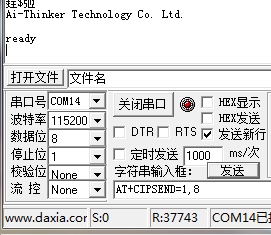 Ai-Thinker Technology Co. Ltd.
ready
打开文件 文件名
串口号 COM14 关闭串口 HEX显示
波特率 115200 HEX发送
数据位 8 DTR RTS 发送新行
停止位 1 定时发送 1000 ms/次
校验位 None 字符串输入框: 发送
流 控 None AT+CIPSEND=1,8
www.daxia.com S:0 R:37743 COM14已